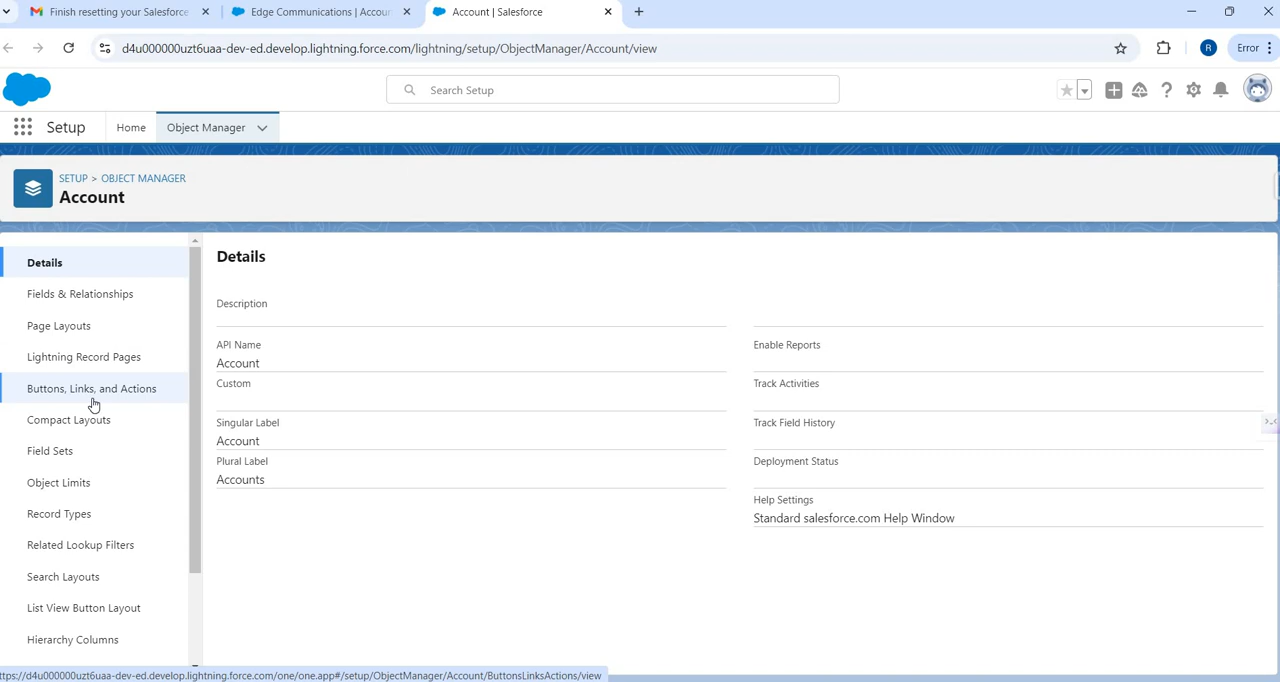 Finish resetting your Salesforce
Edge Communications | Accou
Account | Salesforce
d4u000000uzt6uaa-dev-ed.develop.lightning.force.com/lightning/setup/ObjectManager/Account/view
R
Error
Search Setup
Setup
Home
Object Manager
SETUP > OBJECT MANAGER
Account
Details
Fields & Relationships
Page Layouts
Lightning Record Pages
Buttons, Links, and Actions
Compact Layouts
Field Sets
Object Limits
Record Types
Related Lookup Filters
Search Layouts
List View Button Layout
Hierarchy Columns
Details
Description
API Name
Account
Custom
Singular Label
Account
Plural Label
Accounts
Enable Reports
Track Activities
Track Field History
Deployment Status
Help Settings
Standard salesforce.com Help Window
ttps://d4u000000uzt6uaa-dev-ed.develop.lightning.force.com/one/one.app#/setup/ObjectManager/Account/ButtonsLinksActions/view